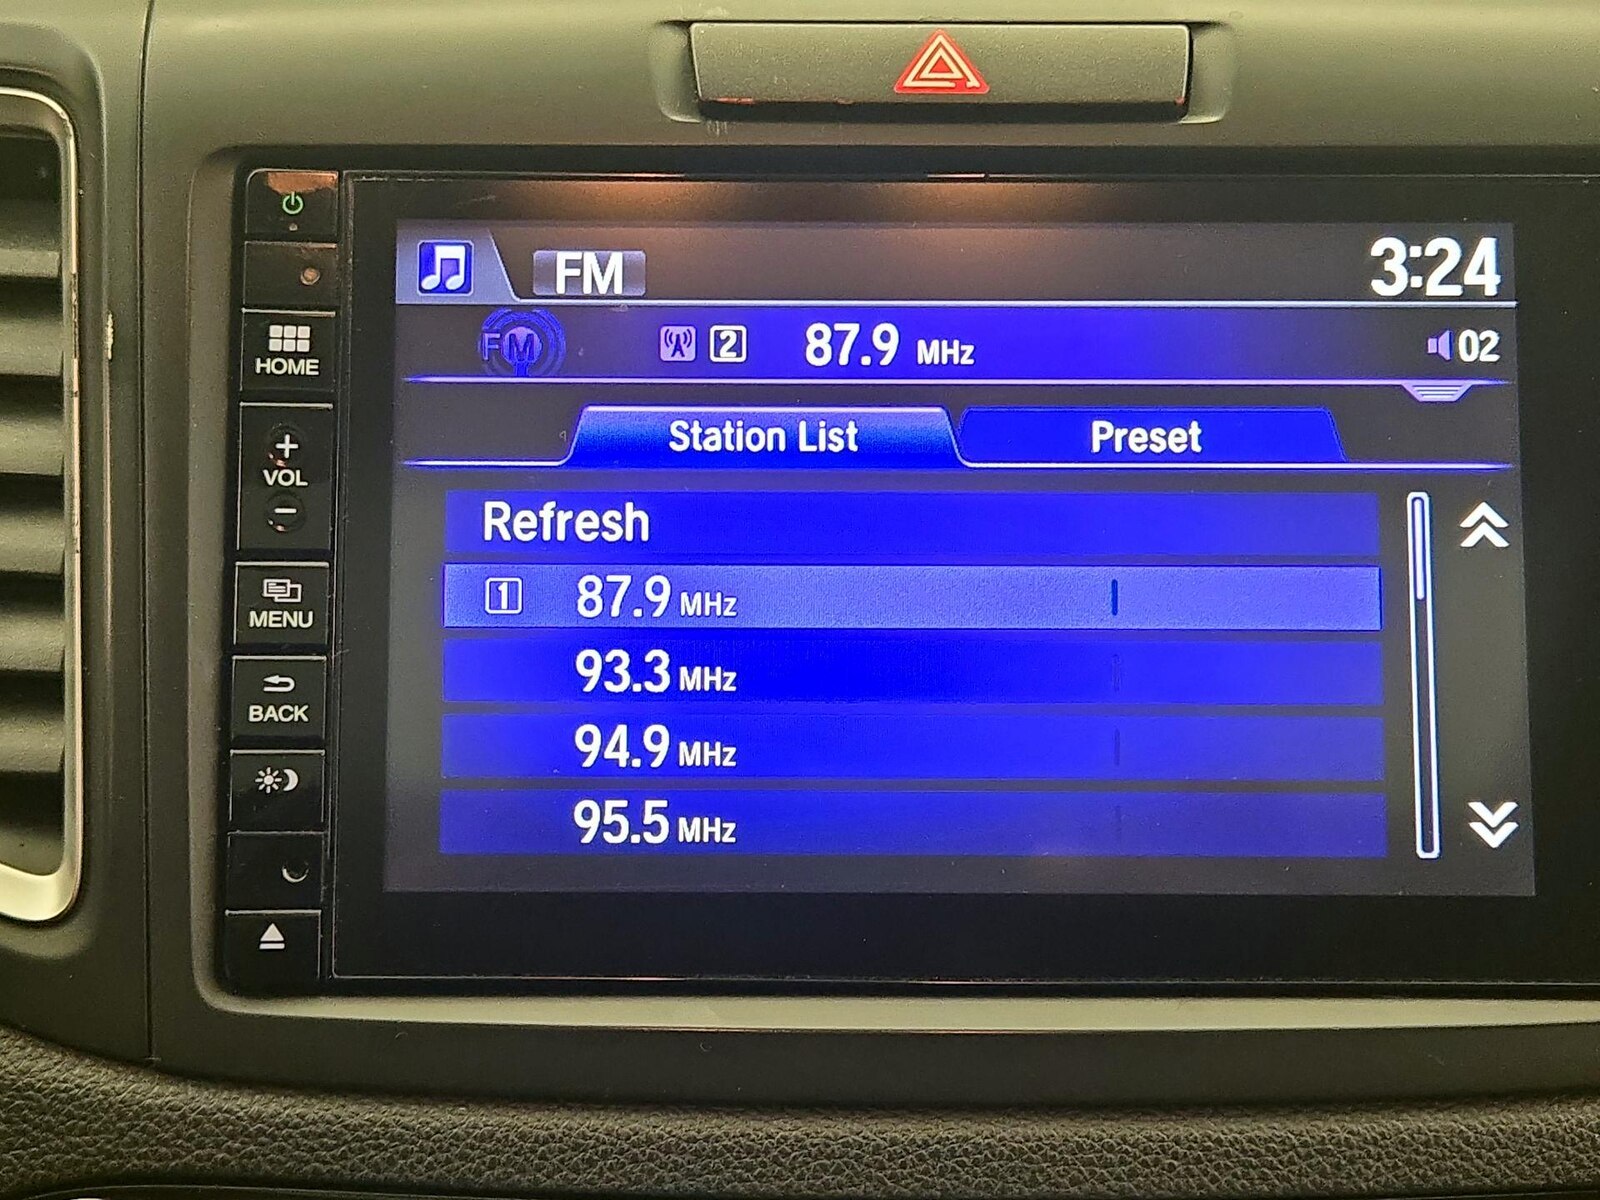 FM
3:24
FM
2 87.9 MHz
02
HOME
Station List
Preset
+
VOL
-
Refresh
1 87.9 MHz
MENU
93.3 MHz
BACK
94.9 MHz
95.5 MHz